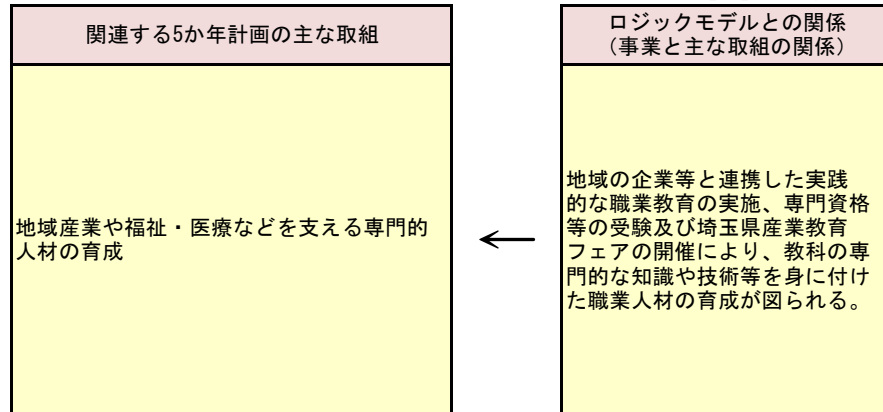 関連する5か年計画の主な取組
地域産業や福祉・医療などを支える専門的
人材の育成
ロジックモデルとの関係
（事業と主な取組の関係）
地域の企業等と連携した実践
的な職業教育の実施、専門資格
等の受験及び埼玉県産業教育
フェアの開催により、教科の専
門的な知識や技術等を身に付け
た職業人材の育成が図られる。